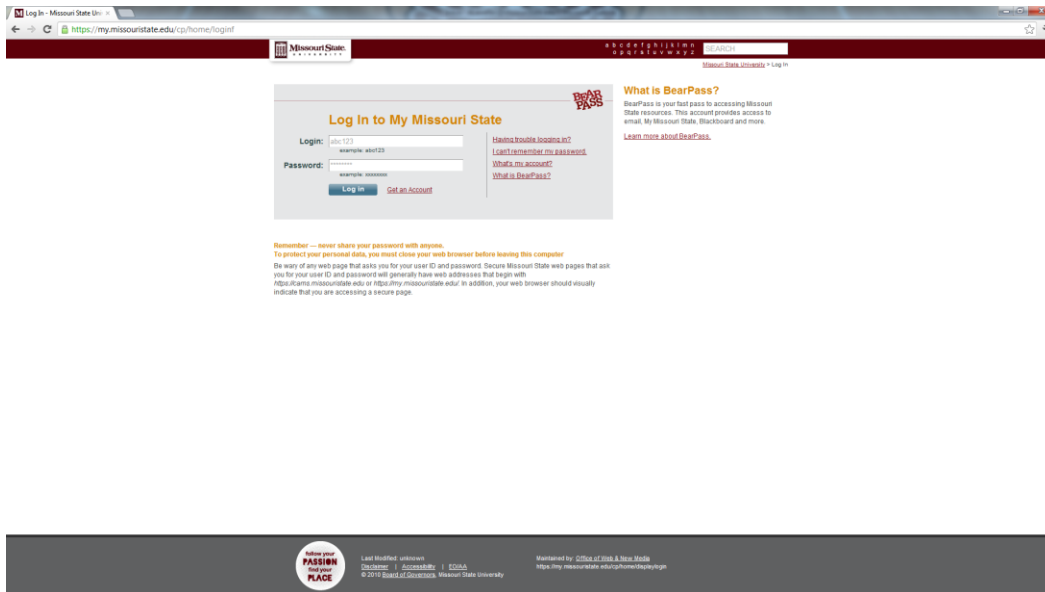 Log In - Missouri State Uni
https://my.missouristate.edu/cp/home/loginf
Missouri State
UNIVERSITY
a b c d e f g h i j k l m n
o p q r s t u v w x y z
SEARCH
Missouri State University > Log In
BEAR
PASS
Log In to My Missouri State
Login:
abc123
example: abc123
Password:
example: xxxxxxxx
Log in
Get an Account
Having trouble logging in?
I can't remember my password.
What's my account?
What is BearPass?
What is BearPass?
BearPass is your fast pass to accessing Missouri
State resources. This account provides access to
email, My Missouri State, Blackboard and more.
Learn more about BearPass.
Remember — never share your password with anyone.
To protect your personal data, you must close your web browser before leaving this computer
Be wary of any web page that asks you for your user ID and password. Secure Missouri State web pages that ask
you for your user ID and password will generally have web addresses that begin with
https://cams.missouristate.edu or https://my.missouristate.edu/. In addition, your web browser should visually
indicate that you are accessing a secure page.
follow your
PASSION
find your
PLACE
Last Modified: unknown
Disclaimer | Accessibility | EO/AA
© 2010 Board of Governors, Missouri State University
Maintained by: Office of Web & New Media
https://my.missouristate.edu/cp/home/displaylogin